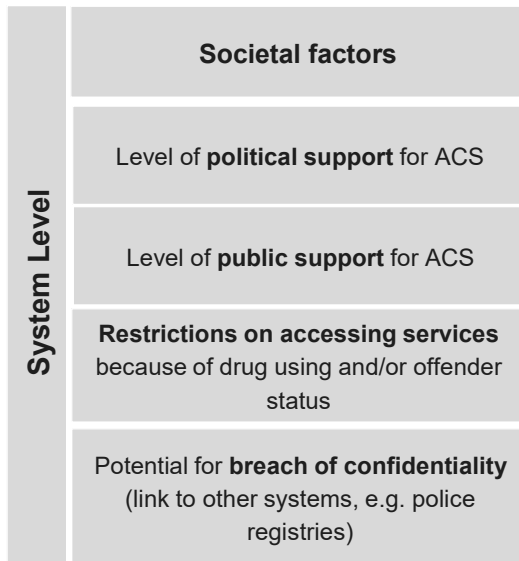 System Level
Societal factors
Level of political support for ACS
Level of public support for ACS
Restrictions on accessing services
because of drug using and/or offender
status
Potential for breach of confidentiality
(link to other systems, e.g. police
registries)